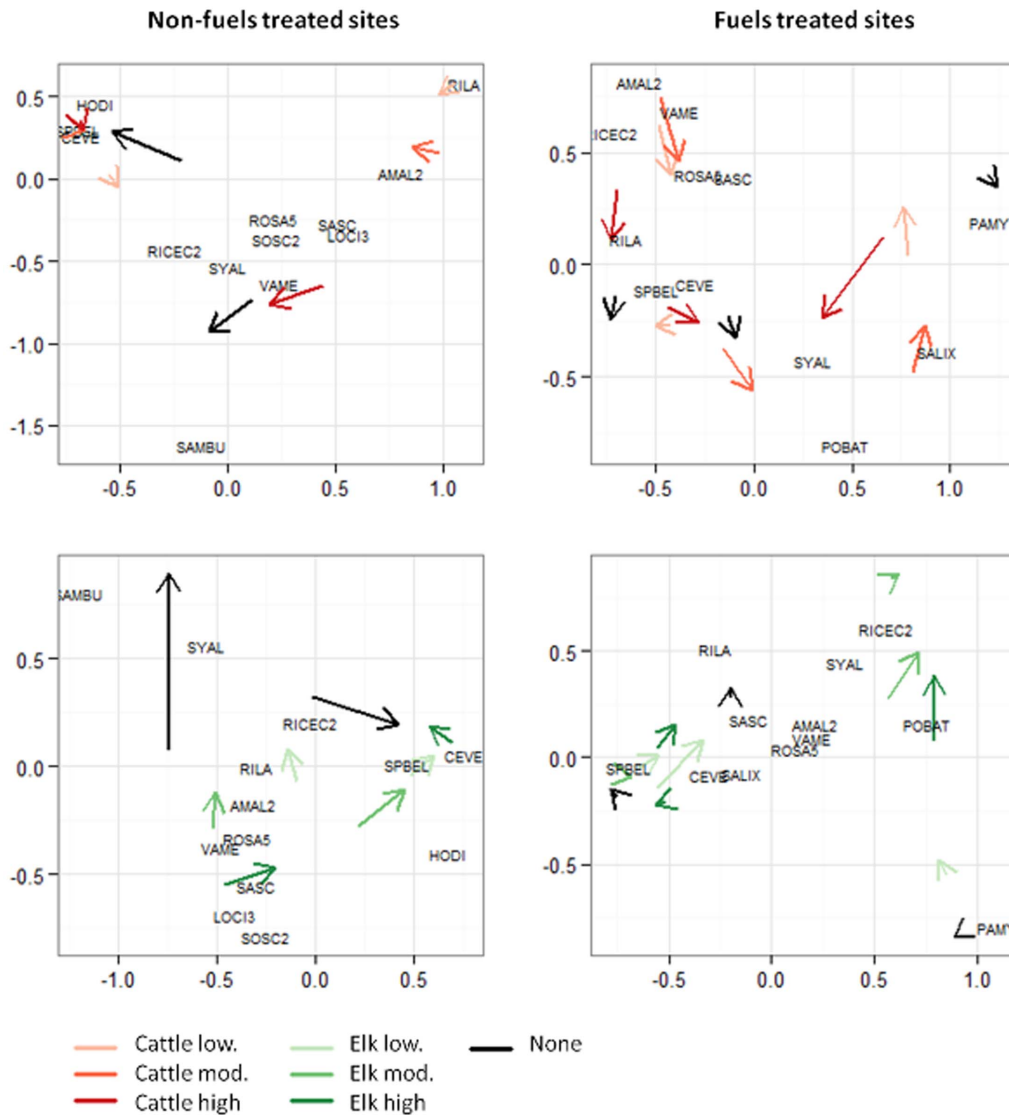 Non-fuels treated sites Fuels treated sites
0.5
0.0
-0.5
-1.0
-1.5
HODI
SPBEL
CEVE
RILA
AMAL2
ROSA5
SASC
SOSC2
LOCI3
RICEC2
SYAL
VAME
SAMBU
-0.5 0.0 0.5 1.0
0.5
0.0
-0.5
AMAL2
VAME
RICEC2
ROSA5
SASC
PAMY
RILA
SPBEL
CEVE
SYAL
SALIX
POBAT
-0.5 0.0 0.5 1.0
0.5
0.0
-0.5
SAMBU
SYAL
RICEC2
RILA
SPBEL
CEVE
AMAL2
ROSA5
VAME
HODI
SASC
LOCI3
SOSC2
-1.0 -0.5 0.0 0.5
0.5
0.0
-0.5
RICEC2
RILA
SYAL
SASC
AMAL2
POBAT
VAME
ROSA5
SPBEL
CEVE
SALIX
PAMY
-0.5 0.0 0.5 1.0
Cattle low. Elk low. None
Cattle mod. Elk mod.
Cattle high Elk high